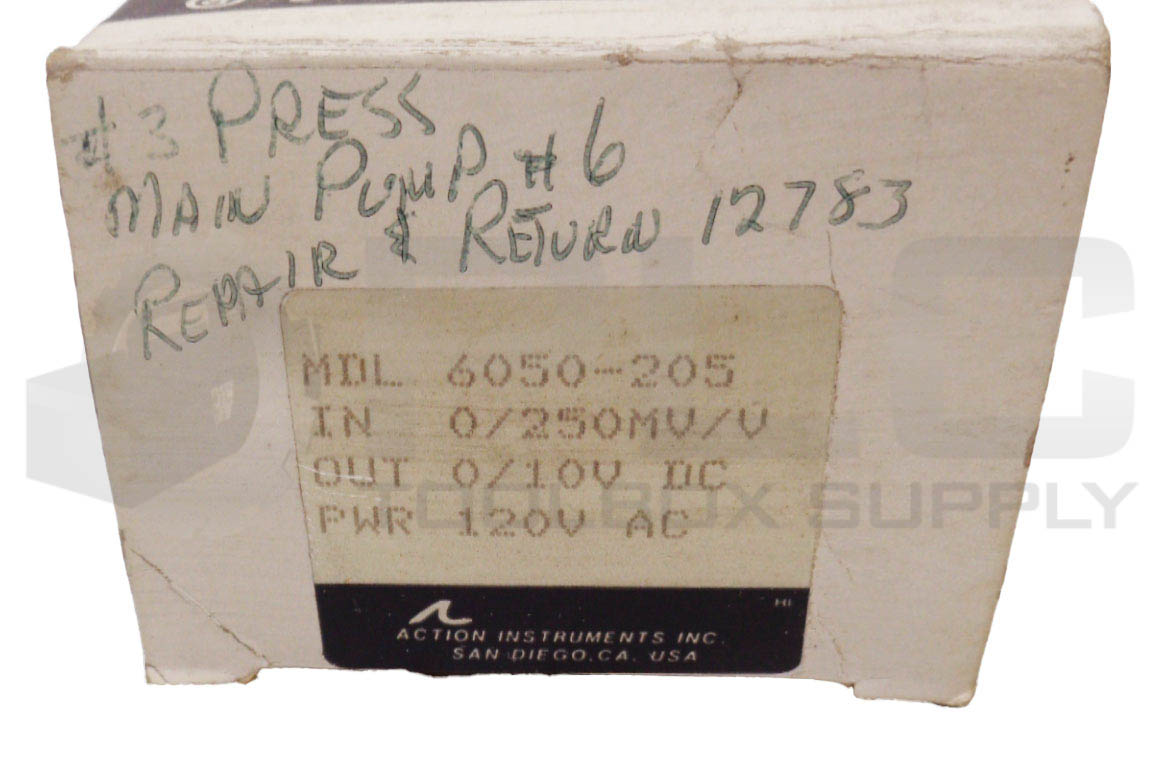 #3 PRESS
MAIN PUMP #6
REPAIR & RETURN 12783
MDL 6050-205
IN 0/250MV/V
OUT 0/10V DC
PWR 120V AC
ACTION INSTRUMENTS INC.
SAN DIEGO, CA. USA
PLC
TOOLBOX SUPPLY